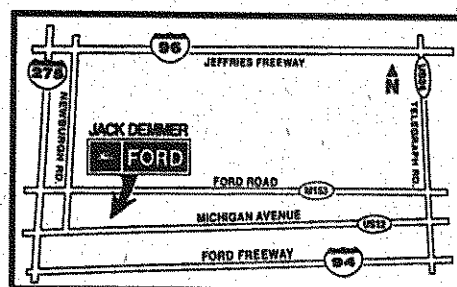 96
JEFFRIES FREEWAY
275
NEWBURGH RD.
N
TELEGRAPH RD.
JACK DEMMER
FORD
FORD ROAD
M153
MICHIGAN AVENUE
US12
FORD FREEWAY
94